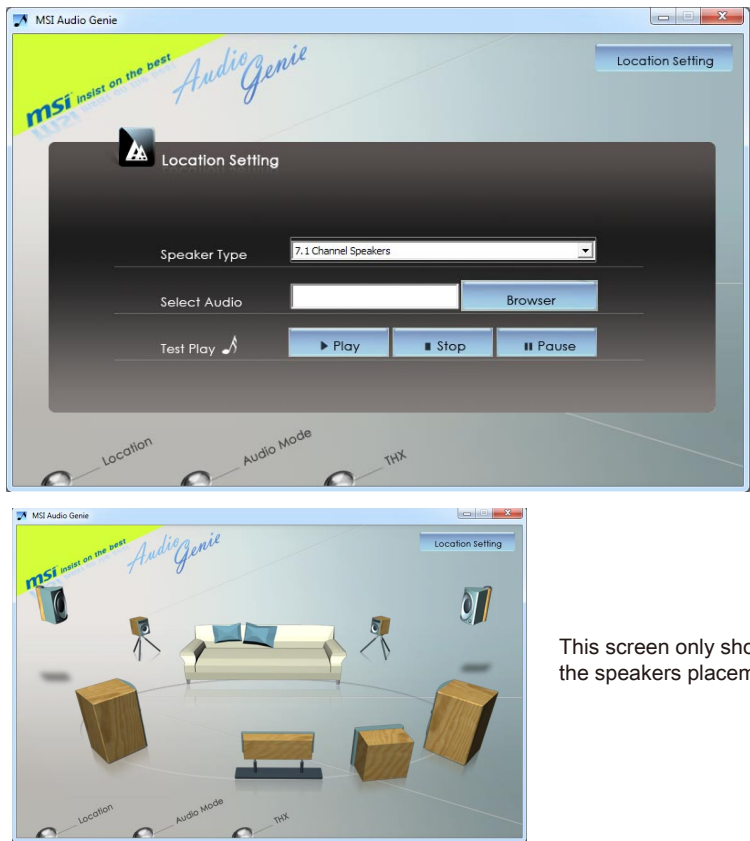 MSI Audio Genie
msi insist on the best
Audio Genie
Location Setting
Location Setting
Speaker Type
7.1 Channel Speakers
Select Audio
Browser
Test Play
Play
Stop
Pause
Location
Audio Mode
THX
MSI Audio Genie
msi insist on the best
Audio Genie
Location Setting
Location
Audio Mode
THX
This screen only sho
the speakers placem